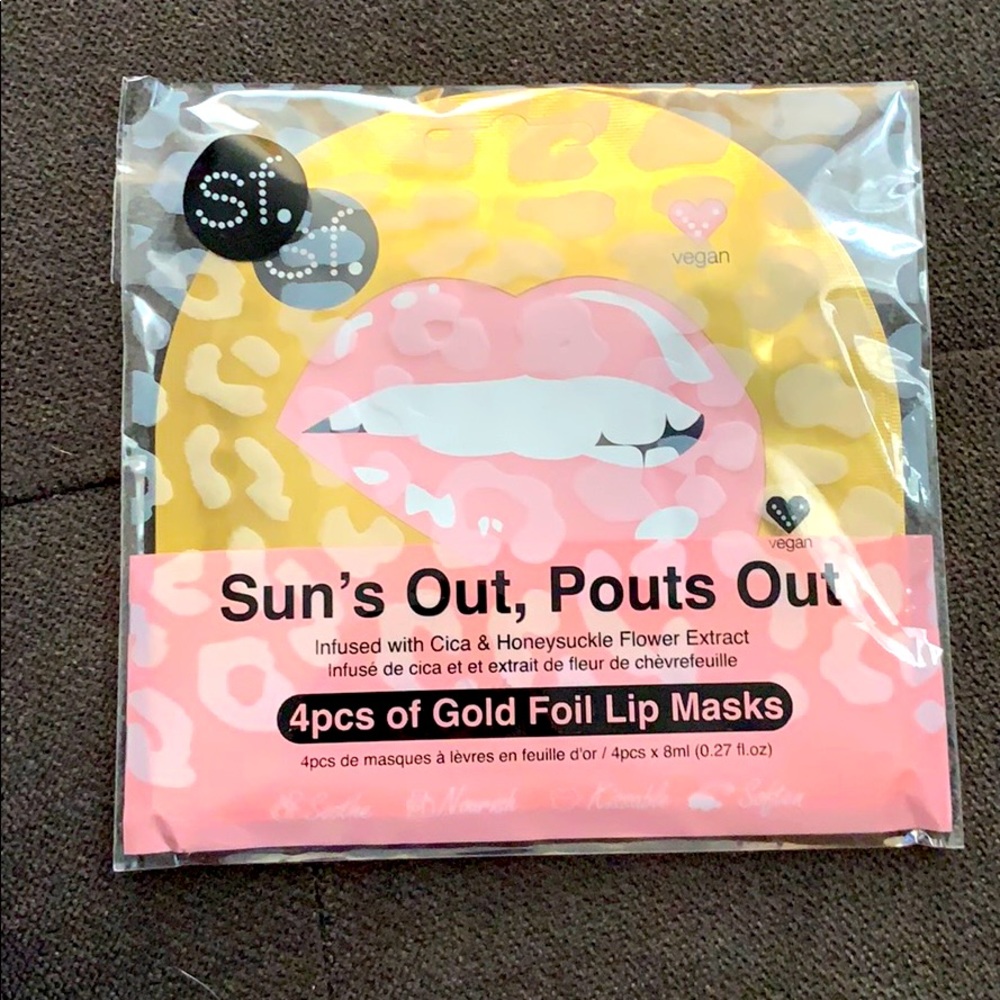 sf.
sf.
vegan
vegan
Sun's Out, Pouts Out
Infused with Cica & Honeysuckle Flower Extract
Infusé de cica et et extrait de fleur de chèvrefeuille
4pcs of Gold Foil Lip Masks
4pcs de masques à lèvres en feuille d'or / 4pcs x 8ml (0.27 fl.oz)
Soothe Nourish Soften